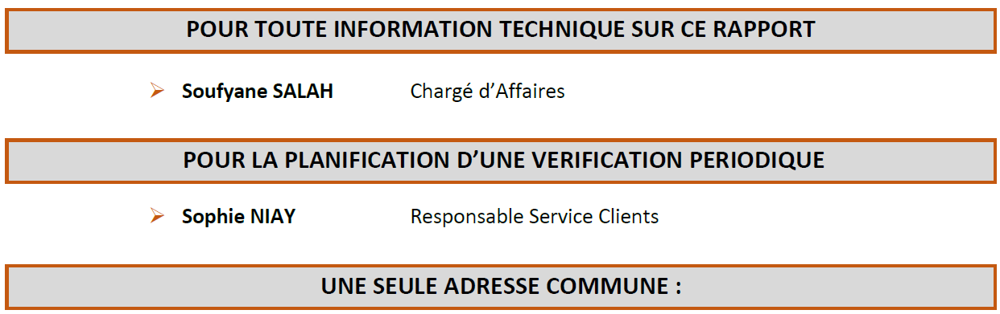 POUR TOUTE INFORMATION TECHNIQUE SUR CE RAPPORT
Soufyane SALAH Chargé d’Affaires
POUR LA PLANIFICATION D’UNE VERIFICATION PERIODIQUE
Sophie NIAY Responsable Service Clients
UNE SEULE ADRESSE COMMUNE :